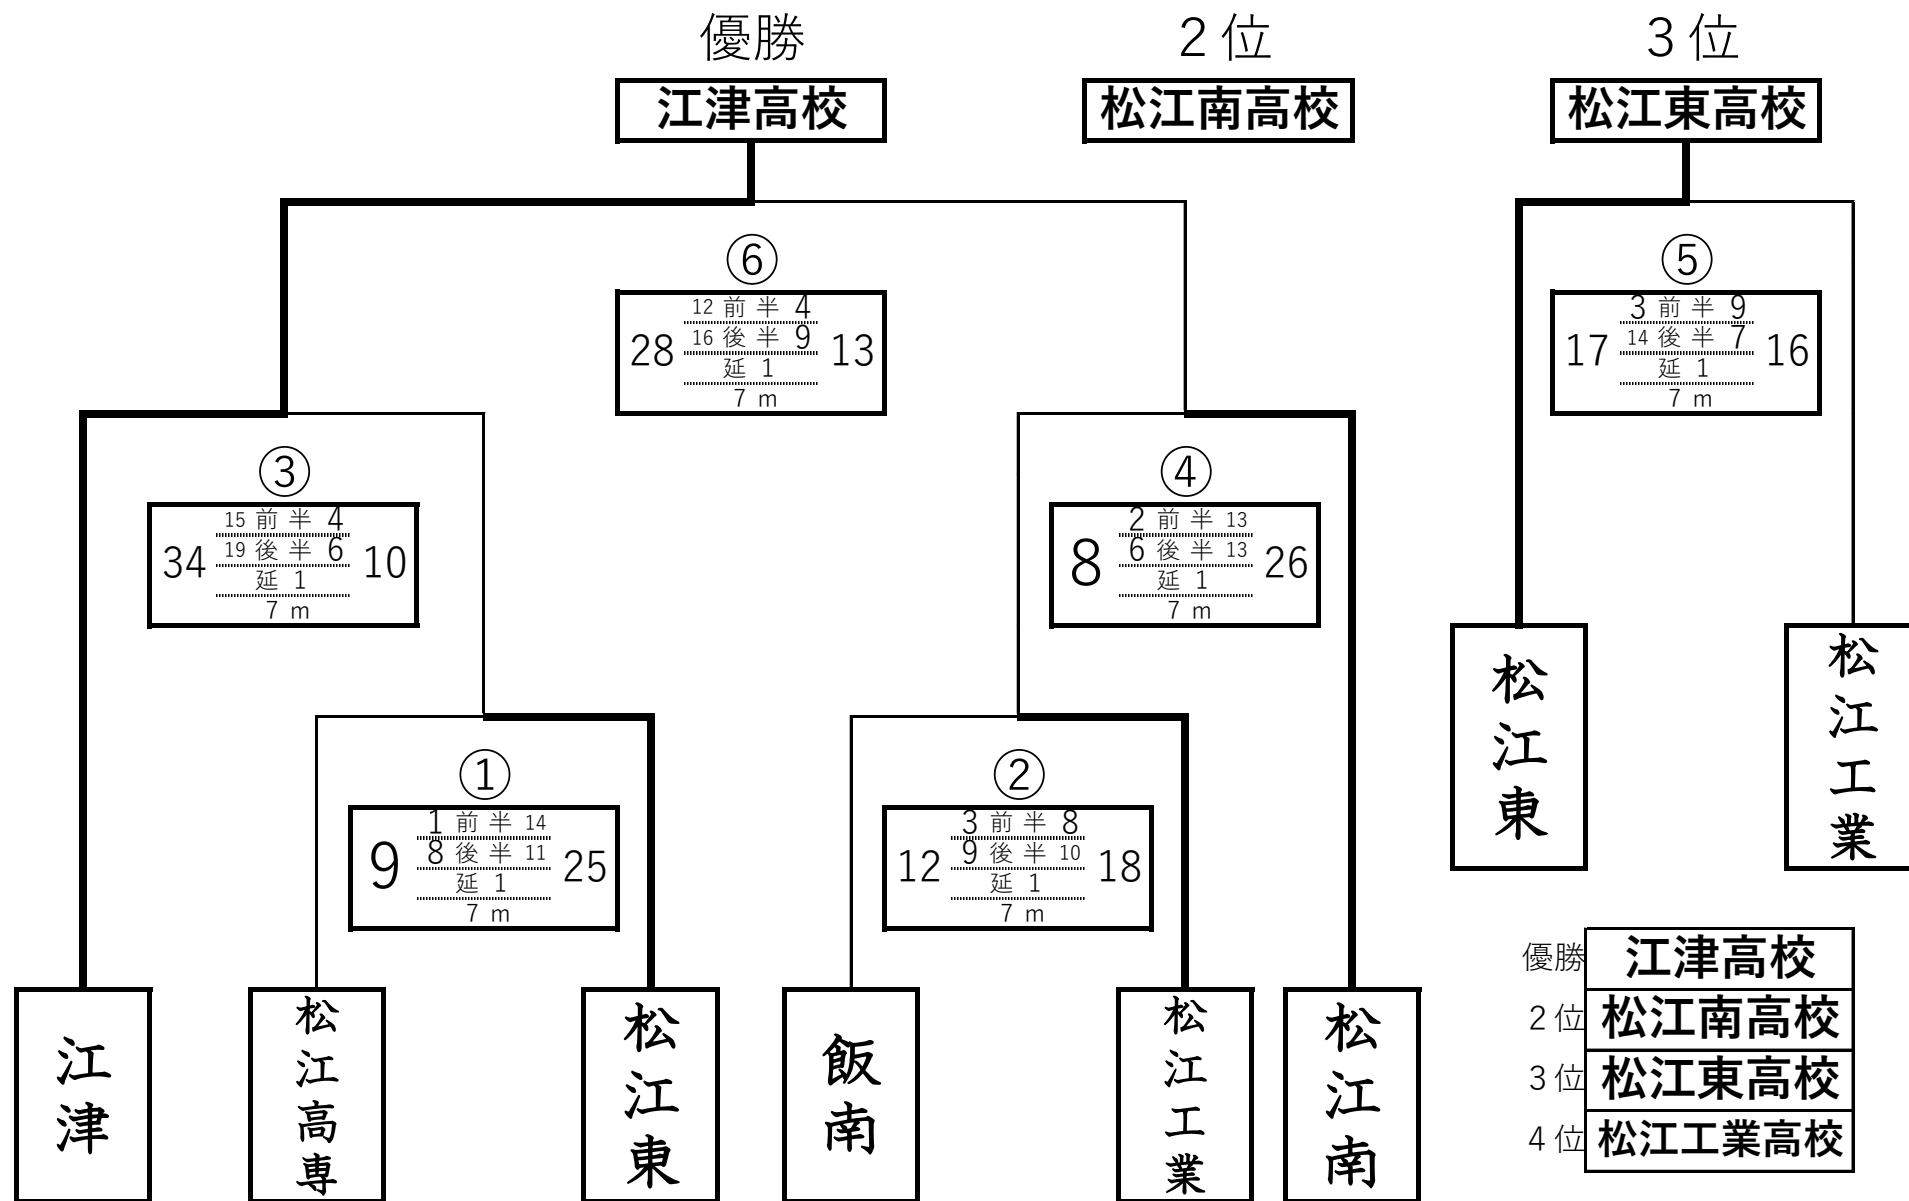 優勝
2位
3位
江津高校
松江南高校
松江東高校
⑥
12 前半 4
28 16 後半 9 13
延 1
7 m
⑤
3 前半 9
17 14 後半 7 16
延 1
7 m
③
15 前半 4
34 19 後半 6 10
延 1
7 m
④
2 前半 13
8 6 後半 13 26
延 1
7 m
松江東
松江工業
①
1 前半 14
9 8 後半 11 25
延 1
7 m
②
3 前半 8
12 9 後半 10 18
延 1
7 m
江津
松江高専
松江東
飯南
松江工業
松江南
優勝 江津高校
2位 松江南高校
3位 松江東高校
4位 松江工業高校